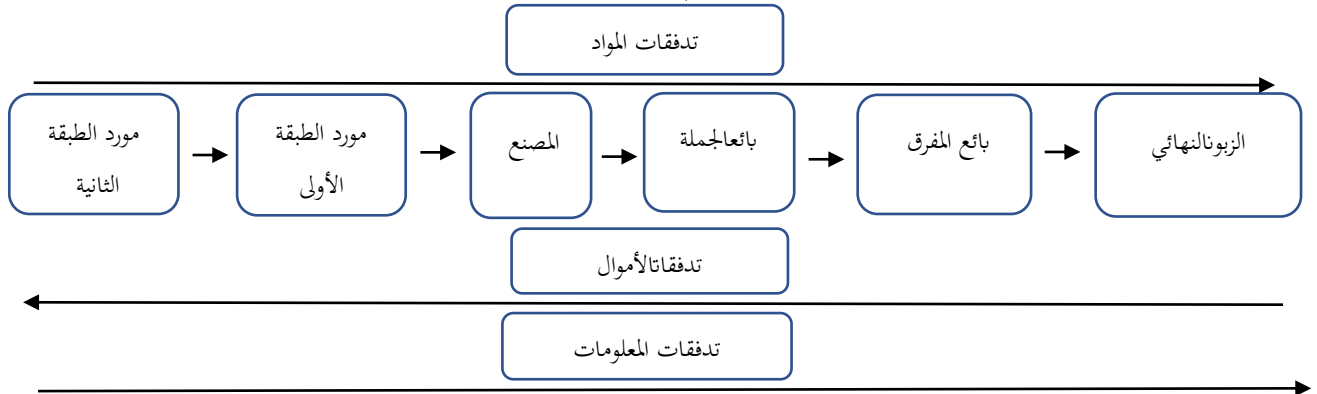 تدفقات المواد
مورد الطبقة
الثانية
مورد الطبقة
الأولى
المصنع
بائعالجملة
بائع المفرق
الزبونالنهائي
تدفقاتالأموال
تدفقات المعلومات